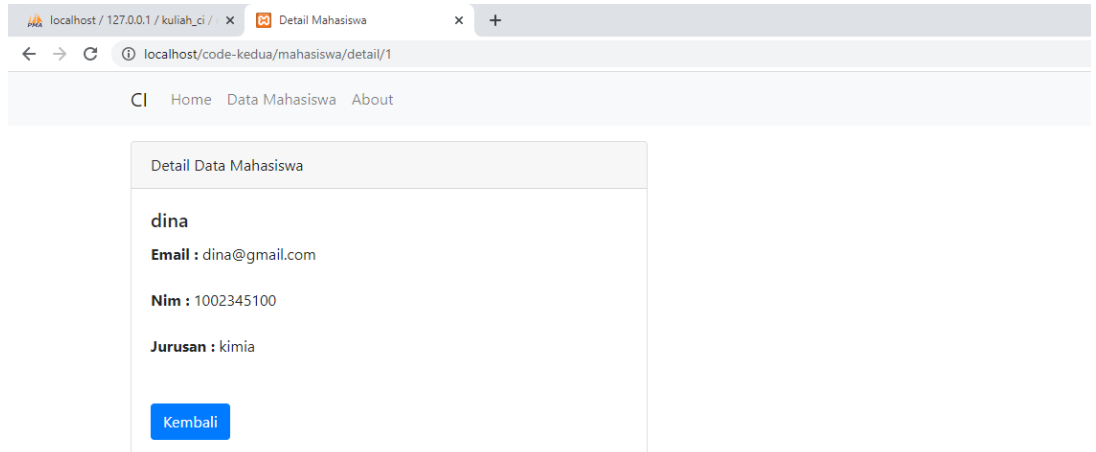 localhost / 127.0.0.1 / kuliah_ci /
Detail Mahasiswa
localhost/code-kedua/mahasiswa/detail/1
CI Home Data Mahasiswa About
Detail Data Mahasiswa
dina
Email : dina@gmail.com
Nim : 1002345100
Jurusan : kimia
Kembali